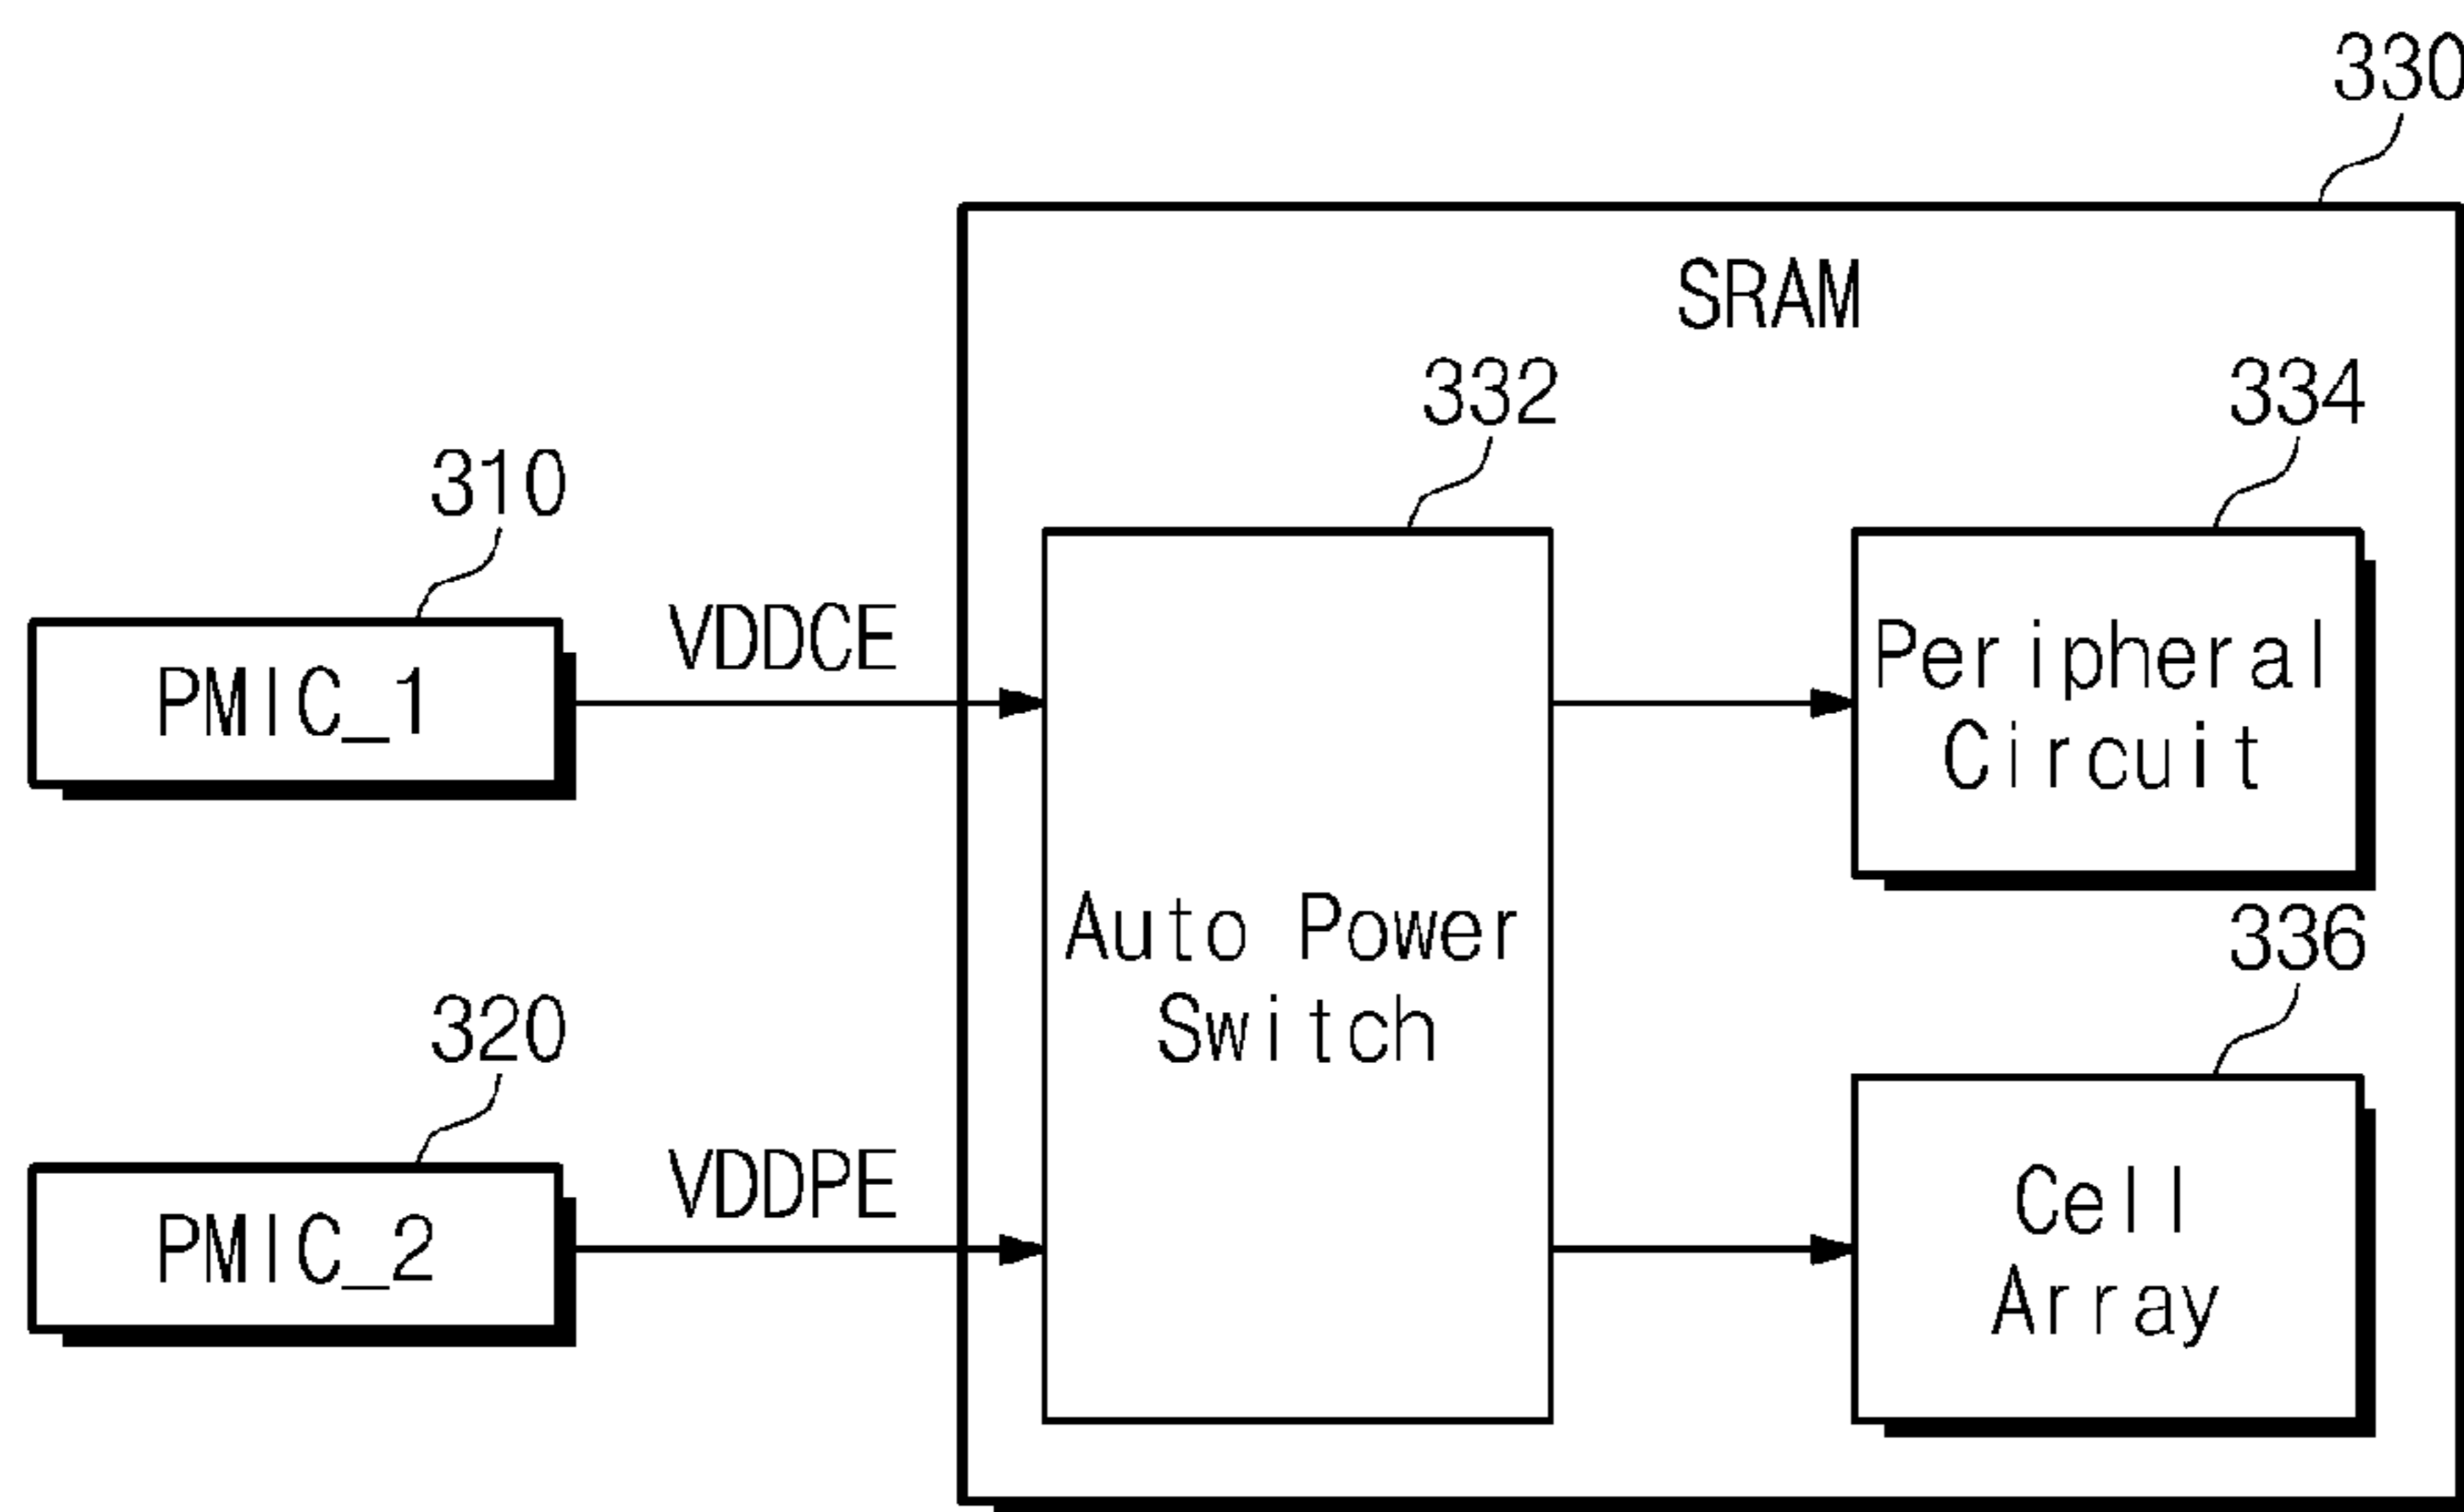 330
SRAM
332
334
310
VDDCE
PMIC_1
Peripheral
Circuit
Auto Power
Switch
336
320
VDDPE
PMIC_2
Cell
Array